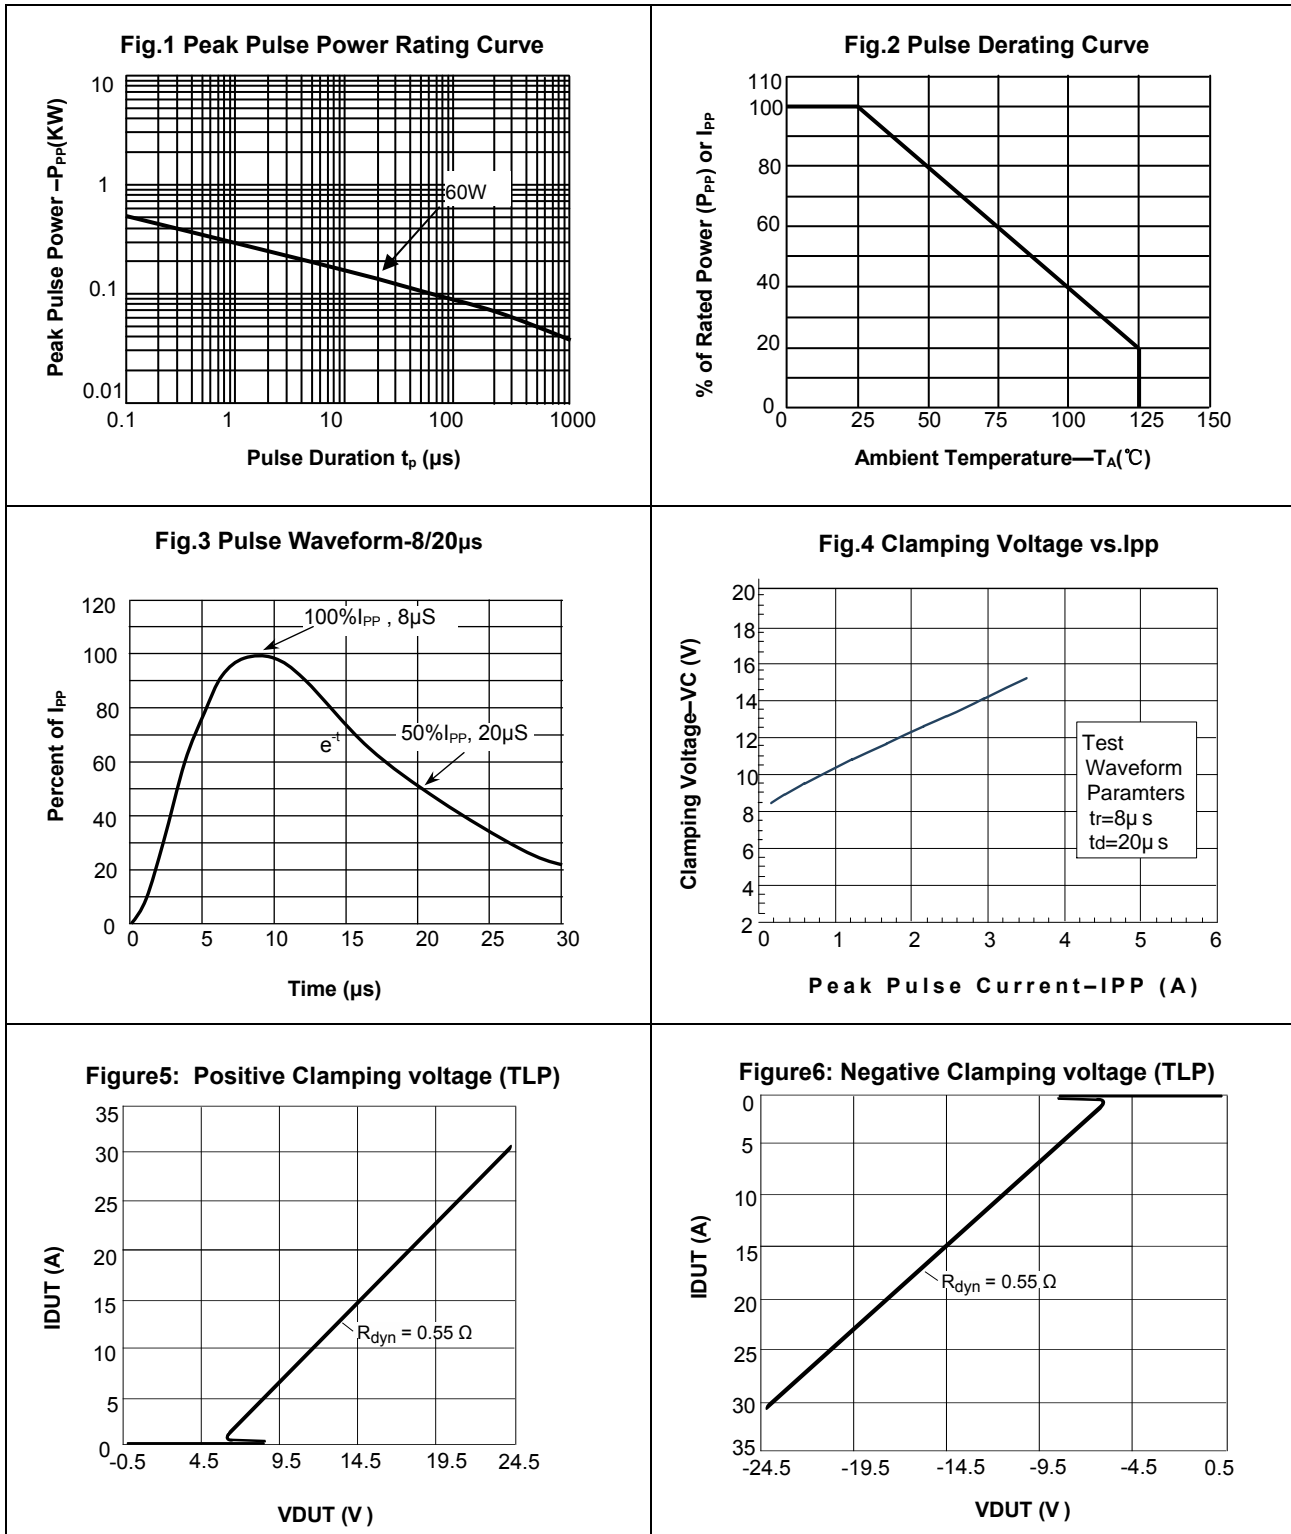 Fig.1 Peak Pulse Power Rating Curve
Peak Pulse Power –PPP(KW)
10
1
0.1
0.01
60W
0.1 1 10 100 1000
Pulse Duration tp (µs)
Fig.2 Pulse Derating Curve
% of Rated Power (PPP) or IPP
110
100
80
60
40
20
0
0 25 50 75 100 125 150
Ambient Temperature—TA(℃)
Fig.3 Pulse Waveform-8/20µs
Percent of IPP
120
100
80
60
40
20
0
100%IPP , 8µS
e-t
50%IPP, 20µS
0 5 10 15 20 25 30
Time (µs)
Fig.4 Clamping Voltage vs.Ipp
Clamping Voltage–VC (V)
20
18
16
14
12
10
8
6
4
2
Test
Waveform
Paramters
tr=8µ s
td=20µ s
0 1 2 3 4 5 6
Peak Pulse Current–IPP (A)
Figure5: Positive Clamping voltage (TLP)
IDUT (A)
35
30
25
20
15
10
5
0
Rdyn = 0.55 Ω
-0.5 4.5 9.5 14.5 19.5 24.5
VDUT (V )
Figure6: Negative Clamping voltage (TLP)
IDUT (A)
0
5
10
15
20
25
30
35
Rdyn = 0.55 Ω
-24.5 -19.5 -14.5 -9.5 -4.5 0.5
VDUT (V )